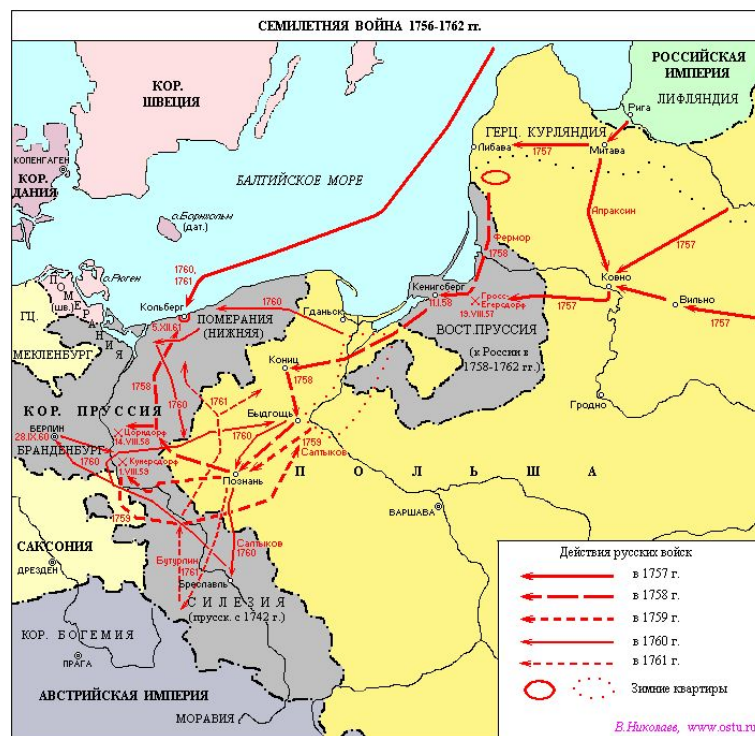 СЕМИЛЕТНЯЯ ВОЙНА 1756-1762 гг.
КОР.
ШВЕЦИЯ
РОССИЙСКАЯ
ИМПЕРИЯ
ЛИФЛЯНДИЯ
Рига
ГЕРЦ. КУРЛЯНДИЯ
Либава
1757
Митава
КОПЕНГАГЕН
КОР.
ДАНИЯ
БАЛТИЙСКОЕ МОРЕ
о.Борнхольм
(дат.)
Апраксин
Фермор
1758
1757
Ковно
о.Рюген
1760,
1761
ПОМЕРАНИЯ
(шв.)
Кольберг
5.XII.61
1760
Гданьск
Кенигсберг
11.I.58
Гросс-
Егерсдорф
19.VIII.57
1757
Вильно
1757
ГЦ.
МЕКЛЕНБУРГ
ПОМЕРАНИЯ
(НИЖНЯЯ)
ВОСТ.ПРУССИЯ
(к России в
1758-1762 гг.)
Кониц
1758
1758
1761
1760
Гродно
КОР. ПРУССИЯ
БЕРЛИН
28.IX.60
БРАНДЕНБУРГ
Цорндорф
14.VIII.58
Быдгощь
1760
1759
Салтыков
1760
Кунерсдорф
1.VIII.59
Познань
ПОЛЬША
ВАРШАВА
1759
Салтыков
1760
САКСОНИЯ
ДРЕЗДЕН
Бутурлин
1761
Бреславль
СИЛЕЗИЯ
(прусск. с 1742 г.)
КОР. БОГЕМИЯ
ПРАГА
АВСТРИЙСКАЯ ИМПЕРИЯ
МОРАВИЯ
Действия русских войск
в 1757 г.
в 1758 г.
в 1759 г.
в 1760 г.
в 1761 г.
Зимние квартиры
В.Николаев, www.ostu.ru